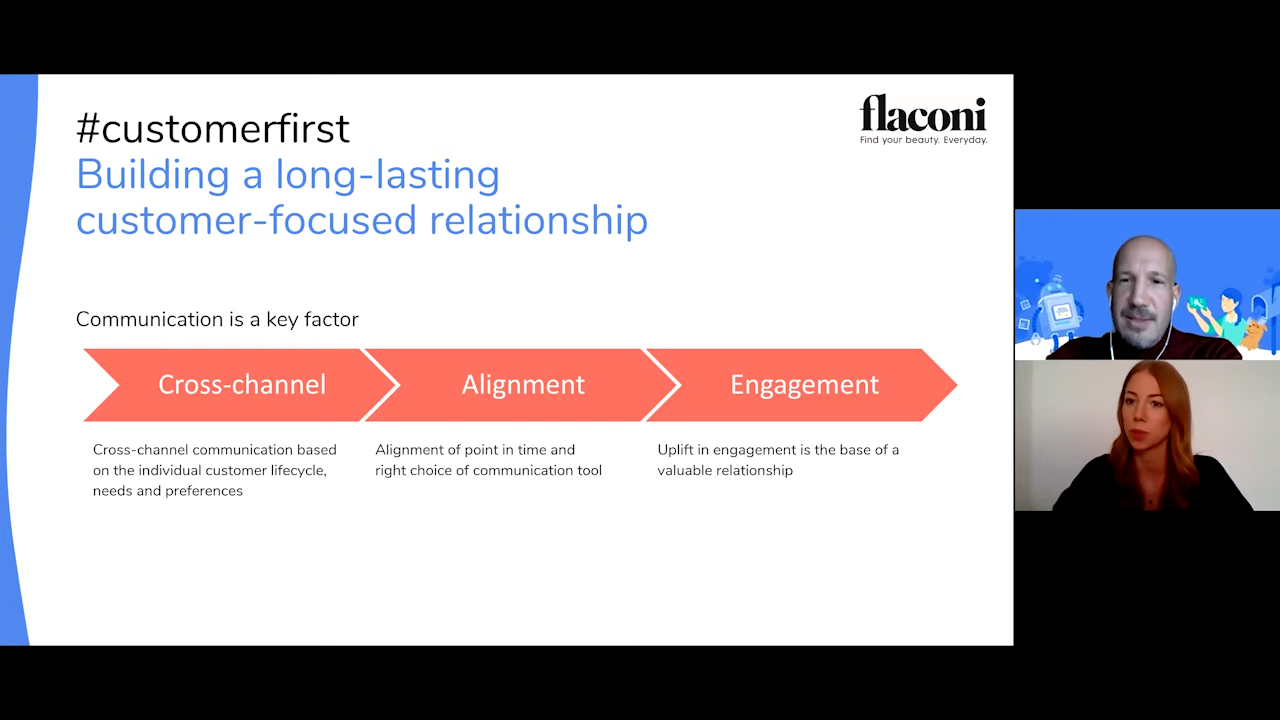 #customerfirst
Building a long-lasting
customer-focused relationship
flaconi
Find your beauty. Everyday.
Communication is a key factor
Cross-channel
Alignment
Engagement
Cross-channel communication based
on the individual customer lifecycle,
needs and preferences
Alignment of point in time and
right choice of communication tool
Uplift in engagement is the base of a
valuable relationship